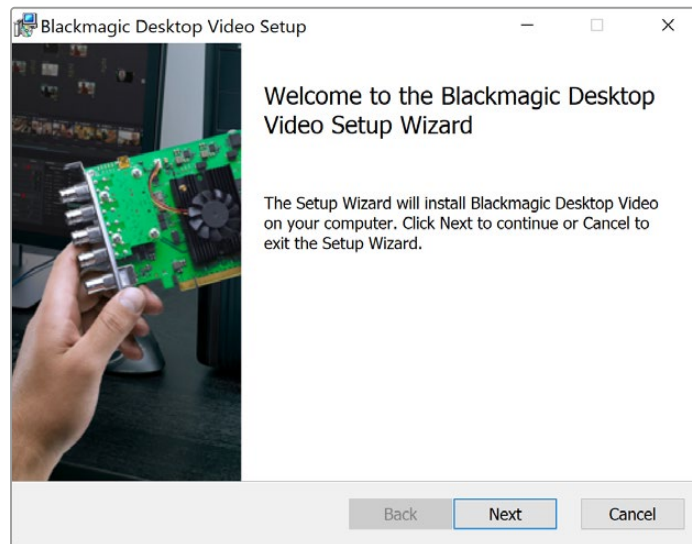 Blackmagic Desktop Video Setup
Welcome to the Blackmagic Desktop
Video Setup Wizard
The Setup Wizard will install Blackmagic Desktop Video
on your computer. Click Next to continue or Cancel to
exit the Setup Wizard.
Back
Next
Cancel